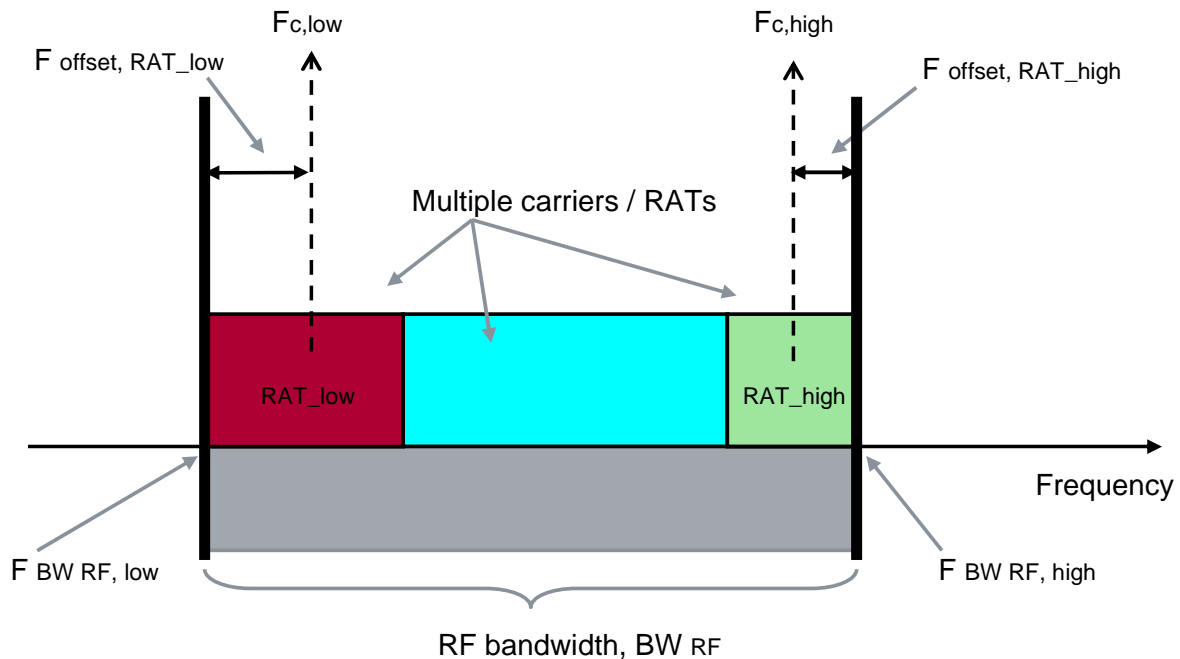 Fc,low
Fc,high
F offset, RAT_low
F offset, RAT_high
Multiple carriers / RATs
RAT_low
RAT_high
Frequency
F BW RF, low
F BW RF, high
RF bandwidth, BW RF